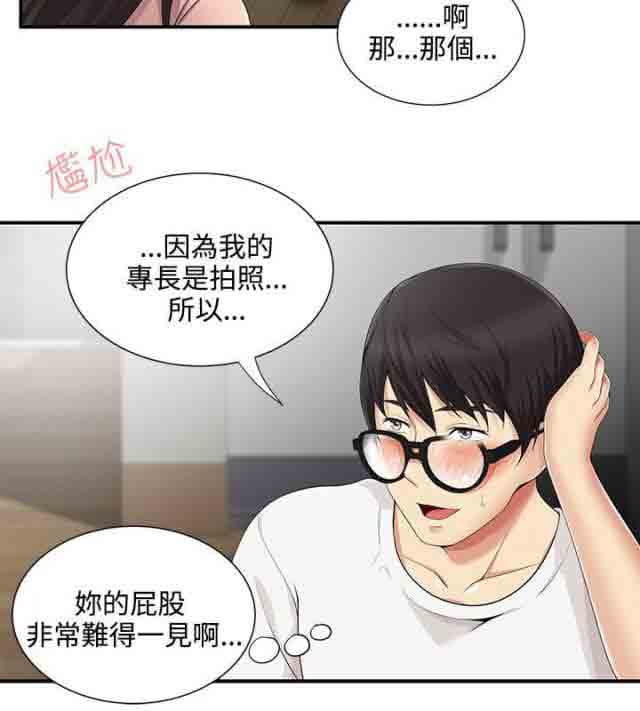 ……啊
那…那個…
尷尬
…因為我的
專長是拍照…
所以…
妳的屁股
非常難得一見啊…